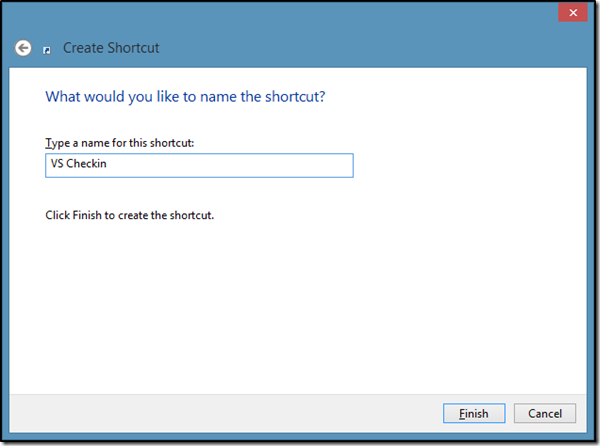 Create Shortcut
What would you like to name the shortcut?
Type a name for this shortcut:
VS Checkin
Click Finish to create the shortcut.
Finish Cancel